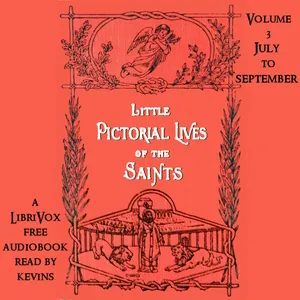 Volume
3
July
to
September
Little
Pictorial Lives
of the
Saints
A
LibriVox
free
audiobook
read by
KevinS